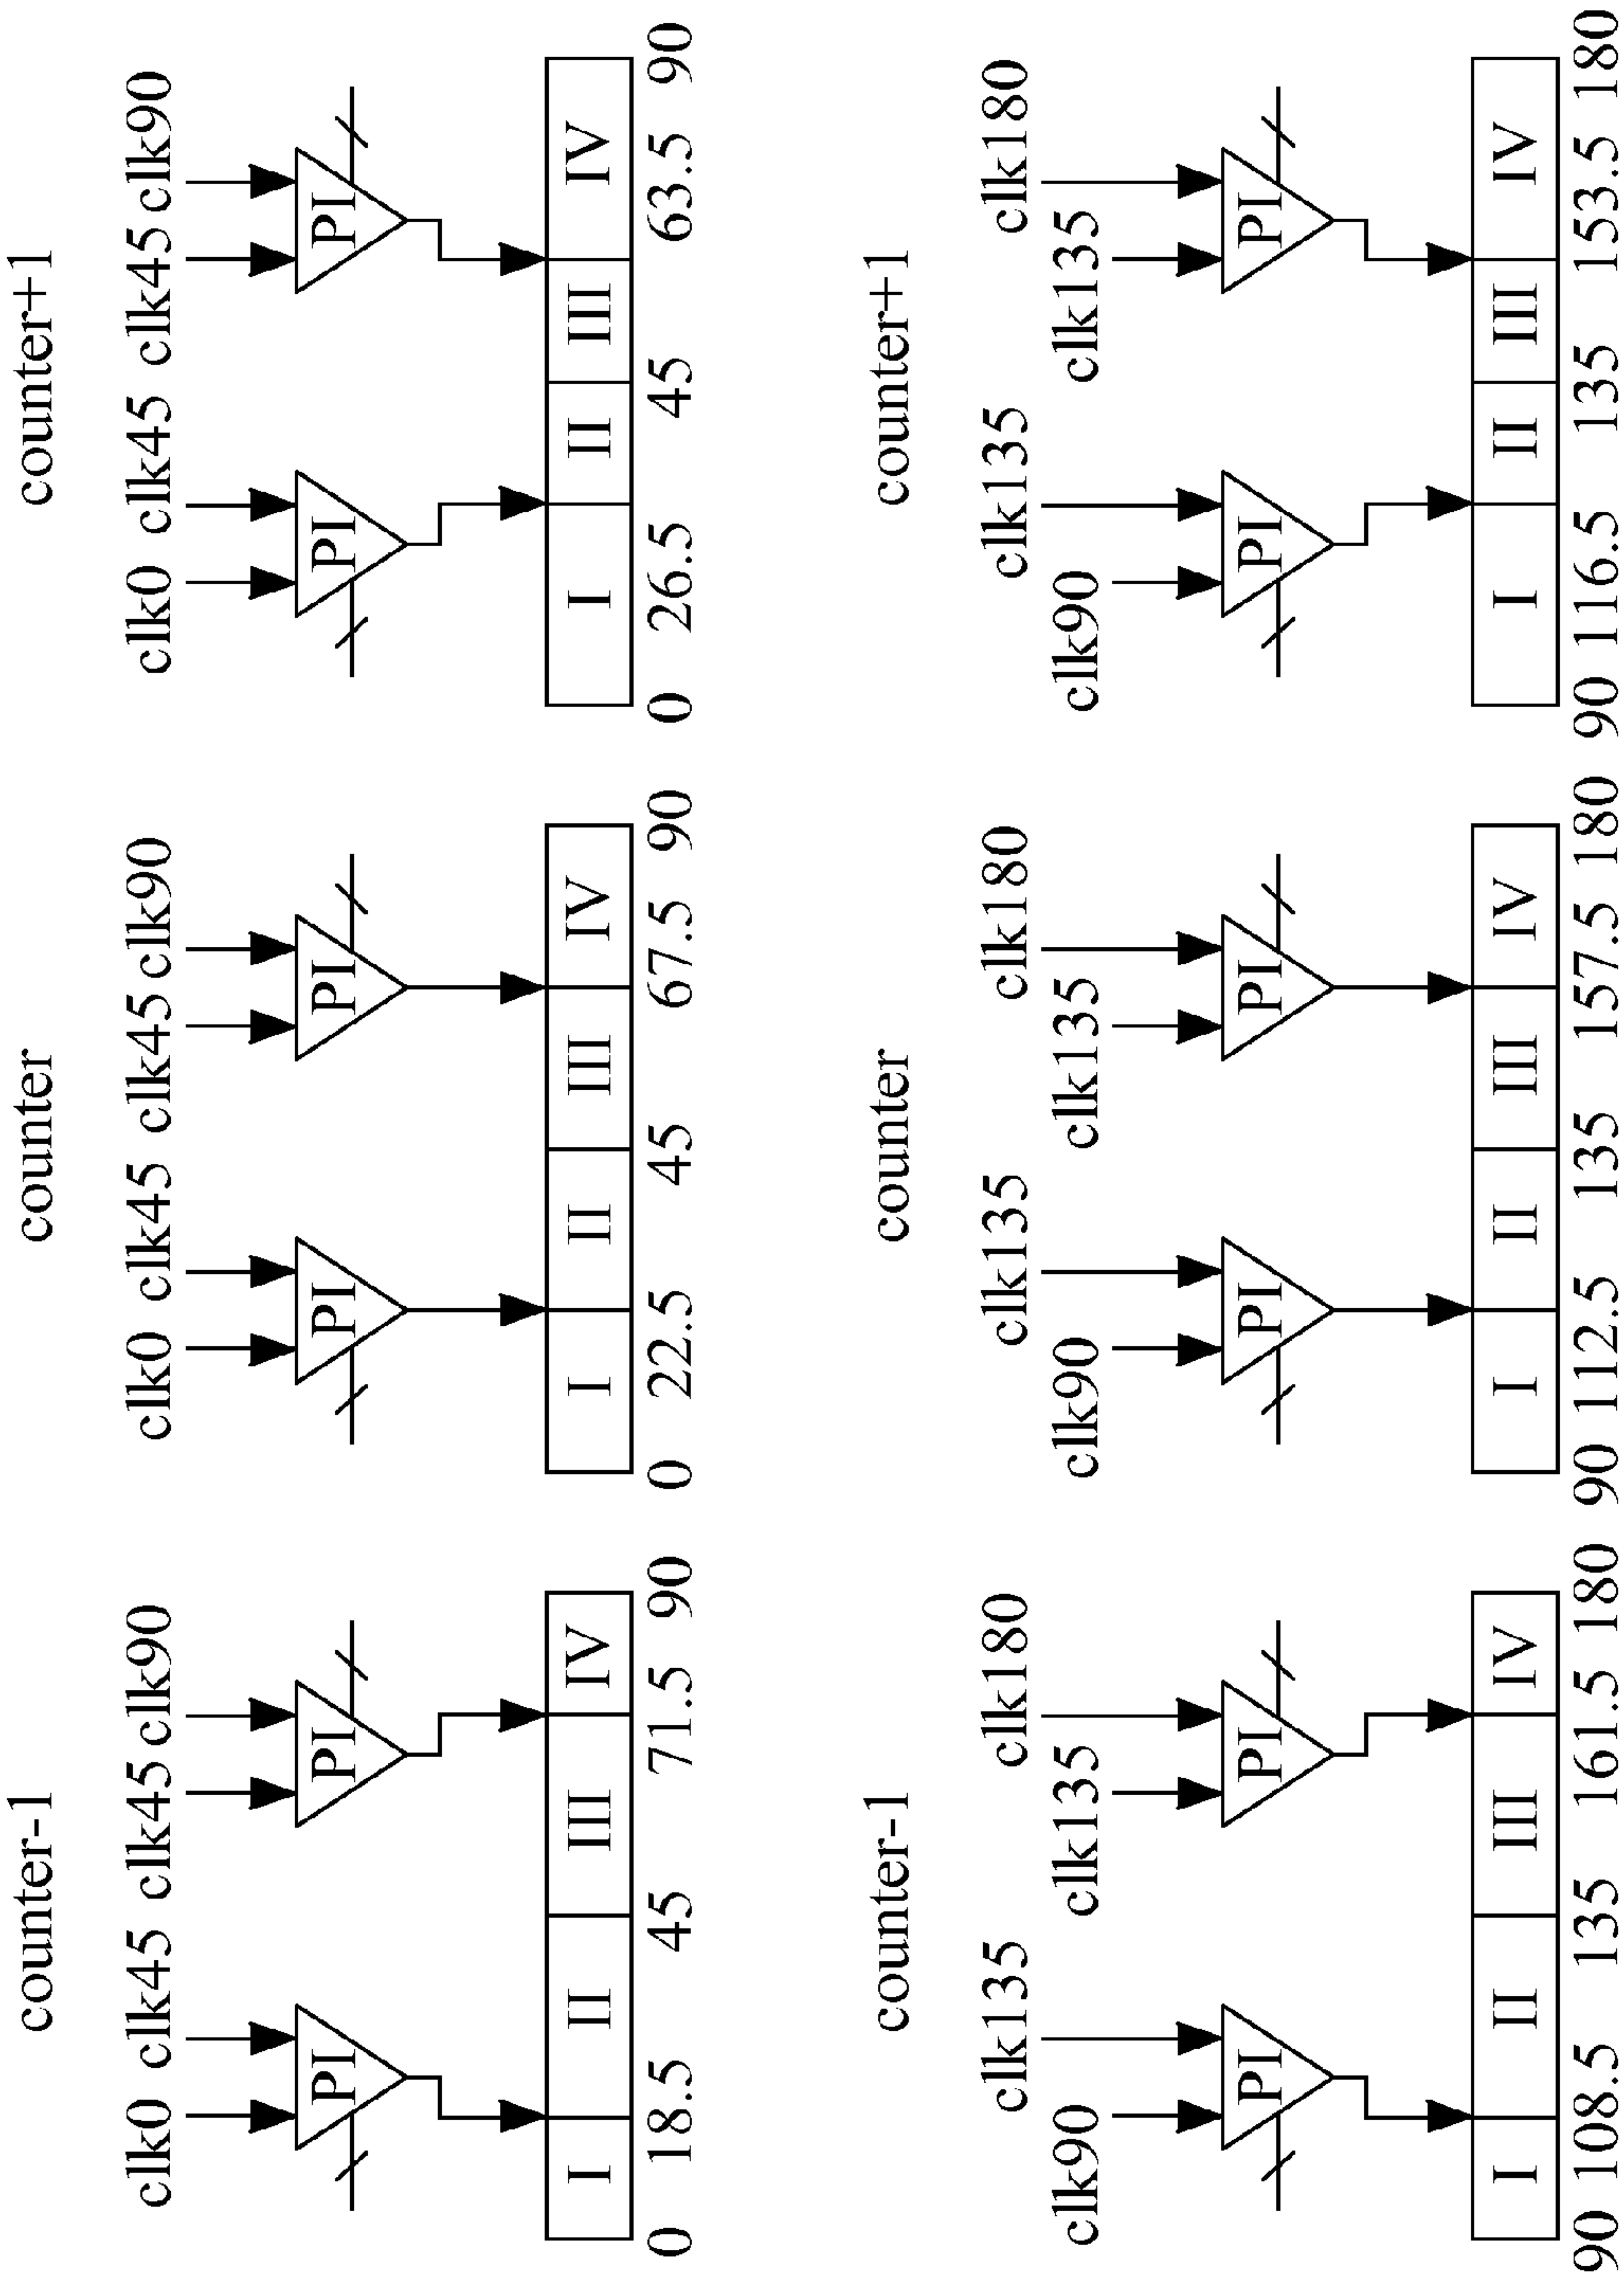 counter-1 counter counter+1
clk0 clk45 clk45 clk90 clk0 clk45 clk45 clk90 clk0 clk45 clk45 clk90
PI PI PI PI PI PI
I II III IV I II III IV I II III IV
0 18.5 45 71.5 90 0 22.5 45 67.5 90 0 26.5 45 63.5 90
counter-1 counter counter+1
clk135 clk180 clk135 clk180 clk135 clk180
clk90 clk135 clk90 clk135 clk90 clk135
PI PI PI PI PI PI
I II III IV I II III IV I II III IV
90 108.5 135 161.5 180 90 112.5 135 157.5 180 90 116.5 135 153.5 180